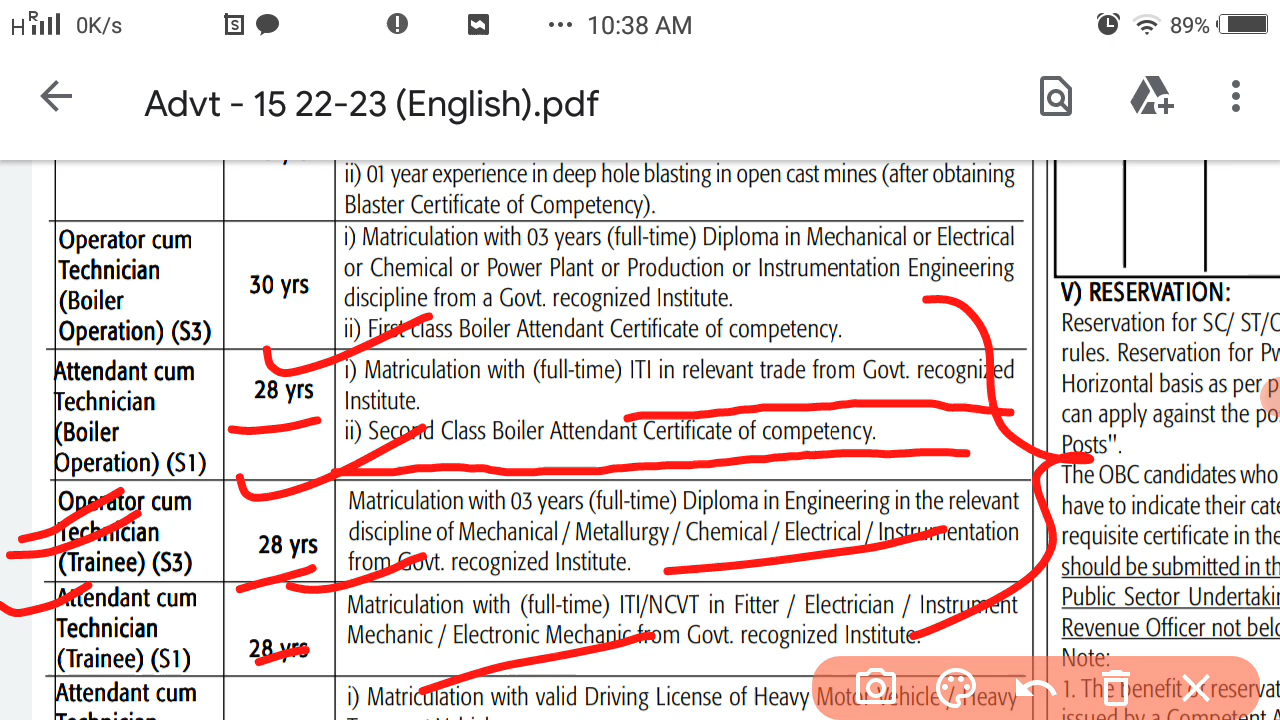 H R 0K/s S ! ... 10:38 AM 89%
Advt - 15 22-23 (English).pdf
ii) 01 year experience in deep hole blasting in open cast mines (after obtaining
Blaster Certificate of Competency).
Operator cum
Technician
(Boiler
Operation) (S3)
30 yrs
i) Matriculation with 03 years (full-time) Diploma in Mechanical or Electrical
or Chemical or Power Plant or Production or Instrumentation Engineering
discipline from a Govt. recognized Institute.
ii) First class Boiler Attendant Certificate of competency.
Attendant cum
Technician
(Boiler
Operation) (S1)
28 yrs
i) Matriculation with (full-time) ITI in relevant trade from Govt. recognized
Institute.
ii) Second Class Boiler Attendant Certificate of competency.
Operator cum
Technician
(Trainee) (S3)
28 yrs
Matriculation with 03 years (full-time) Diploma in Engineering in the relevant
discipline of Mechanical / Metallurgy / Chemical / Electrical / Instrumentation
from Govt. recognized Institute.
Attendant cum
Technician
(Trainee) (S1)
28 yrs
Matriculation with (full-time) ITI/NCVT in Fitter / Electrician / Instrument
Mechanic / Electronic Mechanic from Govt. recognized Institute.
Attendant cum
i) Matriculation with valid Driving License of Heavy Motor Vehicle / Heavy
V) RESERVATION:
Reservation for SC/ ST/
rules. Reservation for
Horizontal basis as per
can apply against the
Posts".
The OBC candidates who
have to indicate their
requisite certificate in the
should be submitted in
Public Sector
Revenue Officer not
Note:
1. The benefit
issued by a Competent